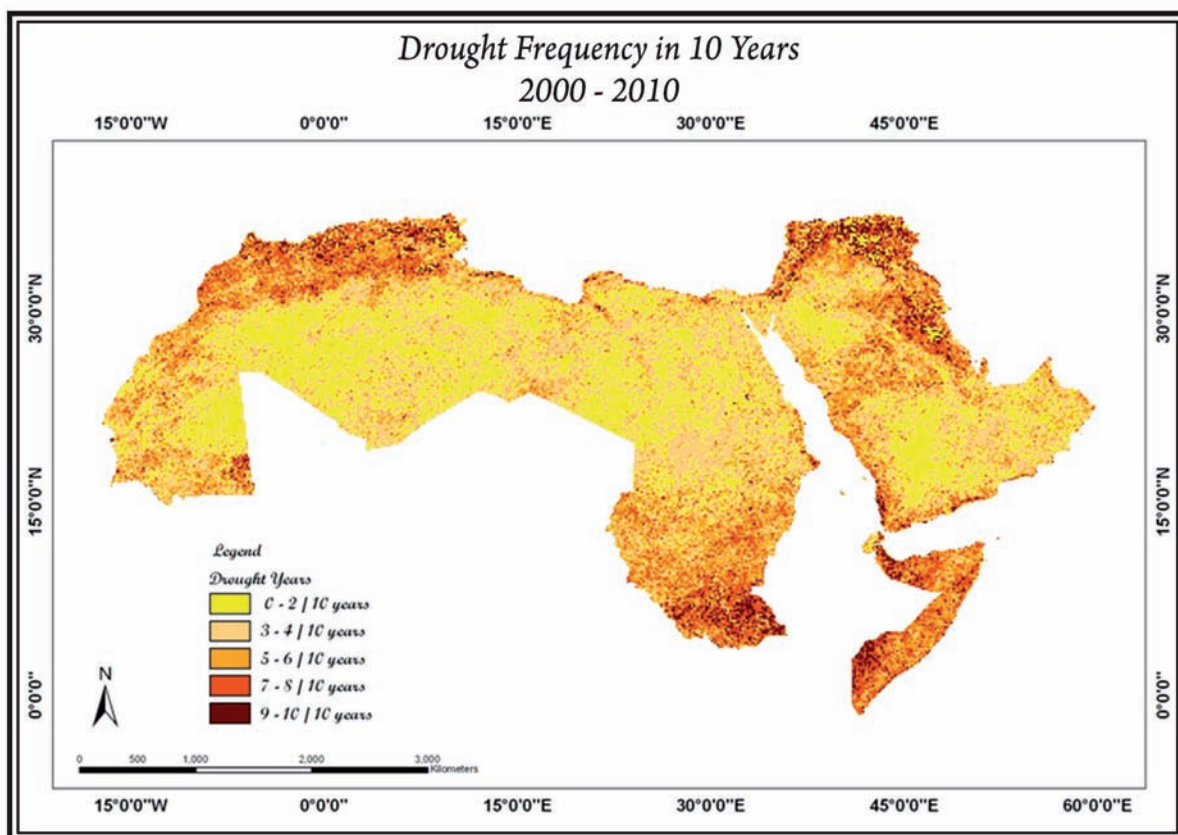 Drought Frequency in 10 Years
2000 - 2010
15°0'0"W 0°0'0" 15°0'0"E 30°0'0"E 45°0'0"E
30°0'0"N
15°0'0"N
0°0'0"
30°0'0"N
15°0'0"N
0°0'0"
Legend
Drought Years
0 - 2 / 10 years
3 - 4 / 10 years
5 - 6 / 10 years
7 - 8 / 10 years
9 - 10 / 10 years
N
0 500 1,000 2,000 3,000
Kilometers
15°0'0"W 0°0'0" 15°0'0"E 30°0'0"E 45°0'0"E 60°0'0"E